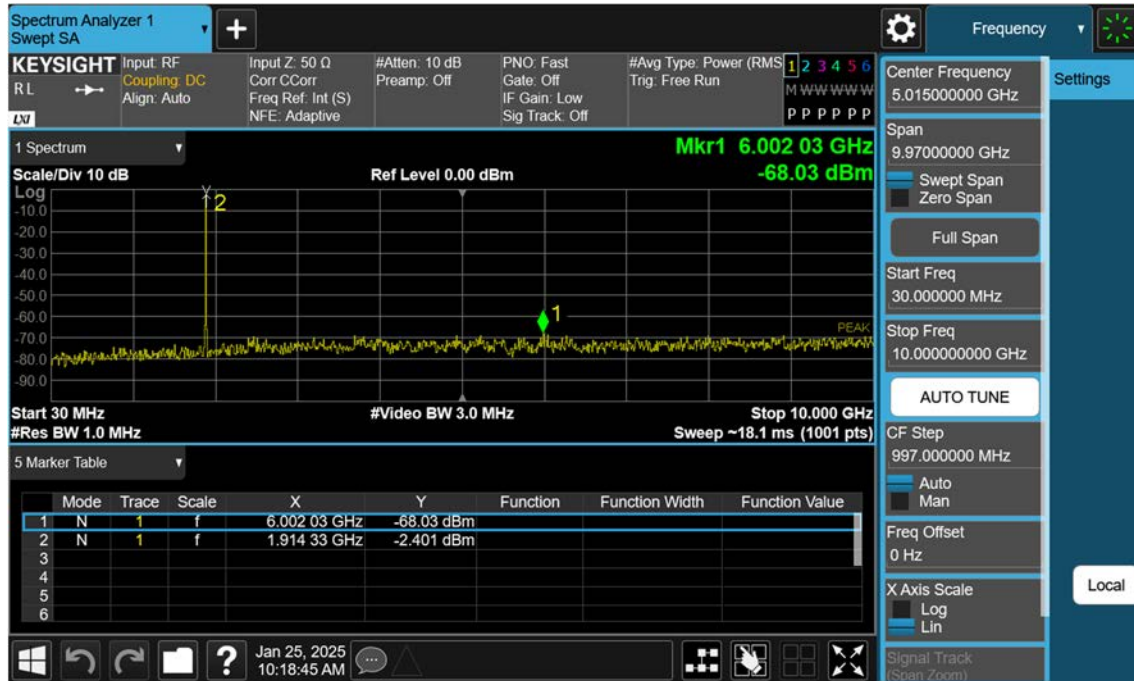 Spectrum Analyzer 1
Swept SA
+
Frequency
KEYSIGHT
RL
LXI
Input: RF
Coupling: DC
Align: Auto
Input Z: 50 Ω
Corr CCorr
Freq Ref: Int (S)
NFE: Adaptive
#Atten: 10 dB
Preamp: Off
PNO: Fast
Gate: Off
IF Gain: Low
Sig Track: Off
#Avg Type: Power (RMS
Trig: Free Run
1 2 3 4 5 6
M W W W W W
P P P P P P
1 Spectrum
Scale/Div 10 dB
Ref Level 0.00 dBm
Mkr1 6.002 03 GHz
-68.03 dBm
Log
-10.0
-20.0
-30.0
-40.0
-50.0
-60.0
-70.0
-80.0
-90.0
2
1
PEAK
Start 30 MHz
#Video BW 3.0 MHz
Stop 10.000 GHz
#Res BW 1.0 MHz
Sweep ~18.1 ms (1001 pts)
5 Marker Table
Mode Trace Scale X Y Function Function Width Function Value
1 N 1 f 6.002 03 GHz -68.03 dBm
2 N 1 f 1.914 33 GHz -2.401 dBm
3
4
5
6
?
Jan 25, 2025
10:18:45 AM
Center Frequency
5.015000000 GHz
Span
9.97000000 GHz
Swept Span
Zero Span
Full Span
Start Freq
30.000000 MHz
Stop Freq
10.000000000 GHz
AUTO TUNE
CF Step
997.000000 MHz
Auto
Man
Freq Offset
0 Hz
X Axis Scale
Log
Lin
Signal Track
(Span Zoom)
Settings
Local